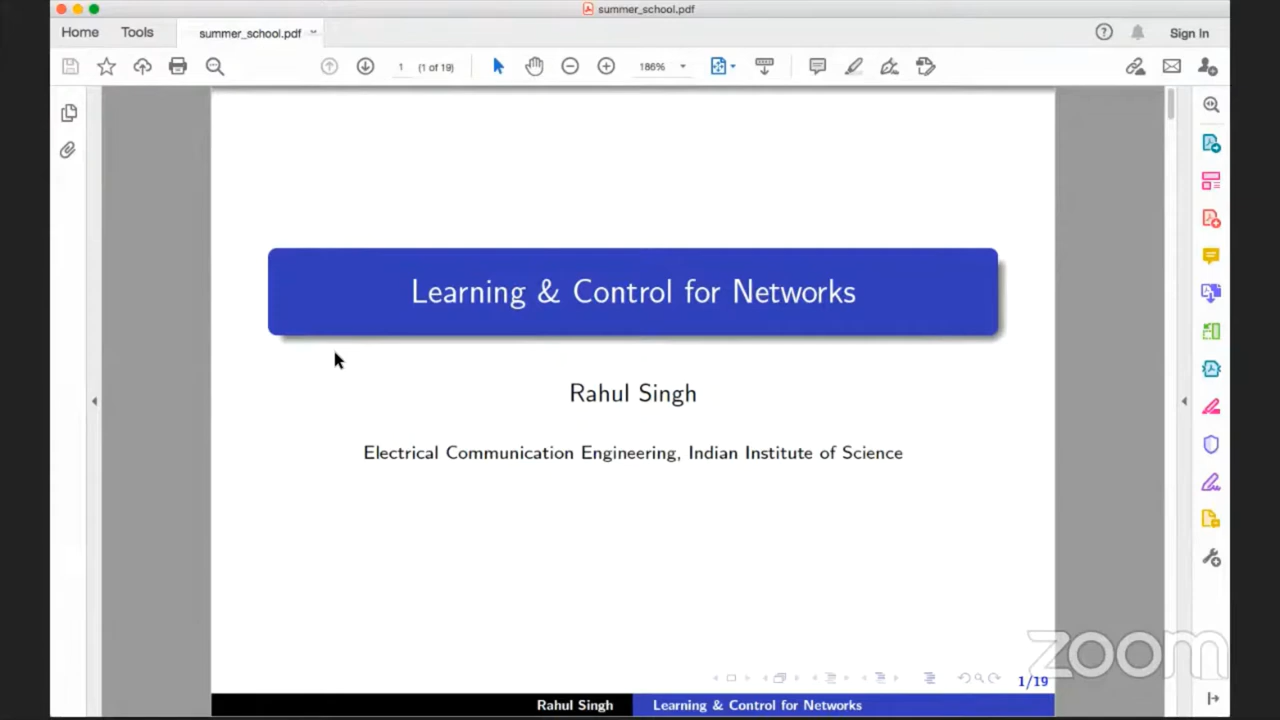 summer_school.pdf
Home Tools summer_school.pdf Sign In
1 (1 of 19) 186%
Learning & Control for Networks
Rahul Singh
Electrical Communication Engineering, Indian Institute of Science
zoom
1/19
Rahul Singh Learning & Control for Networks